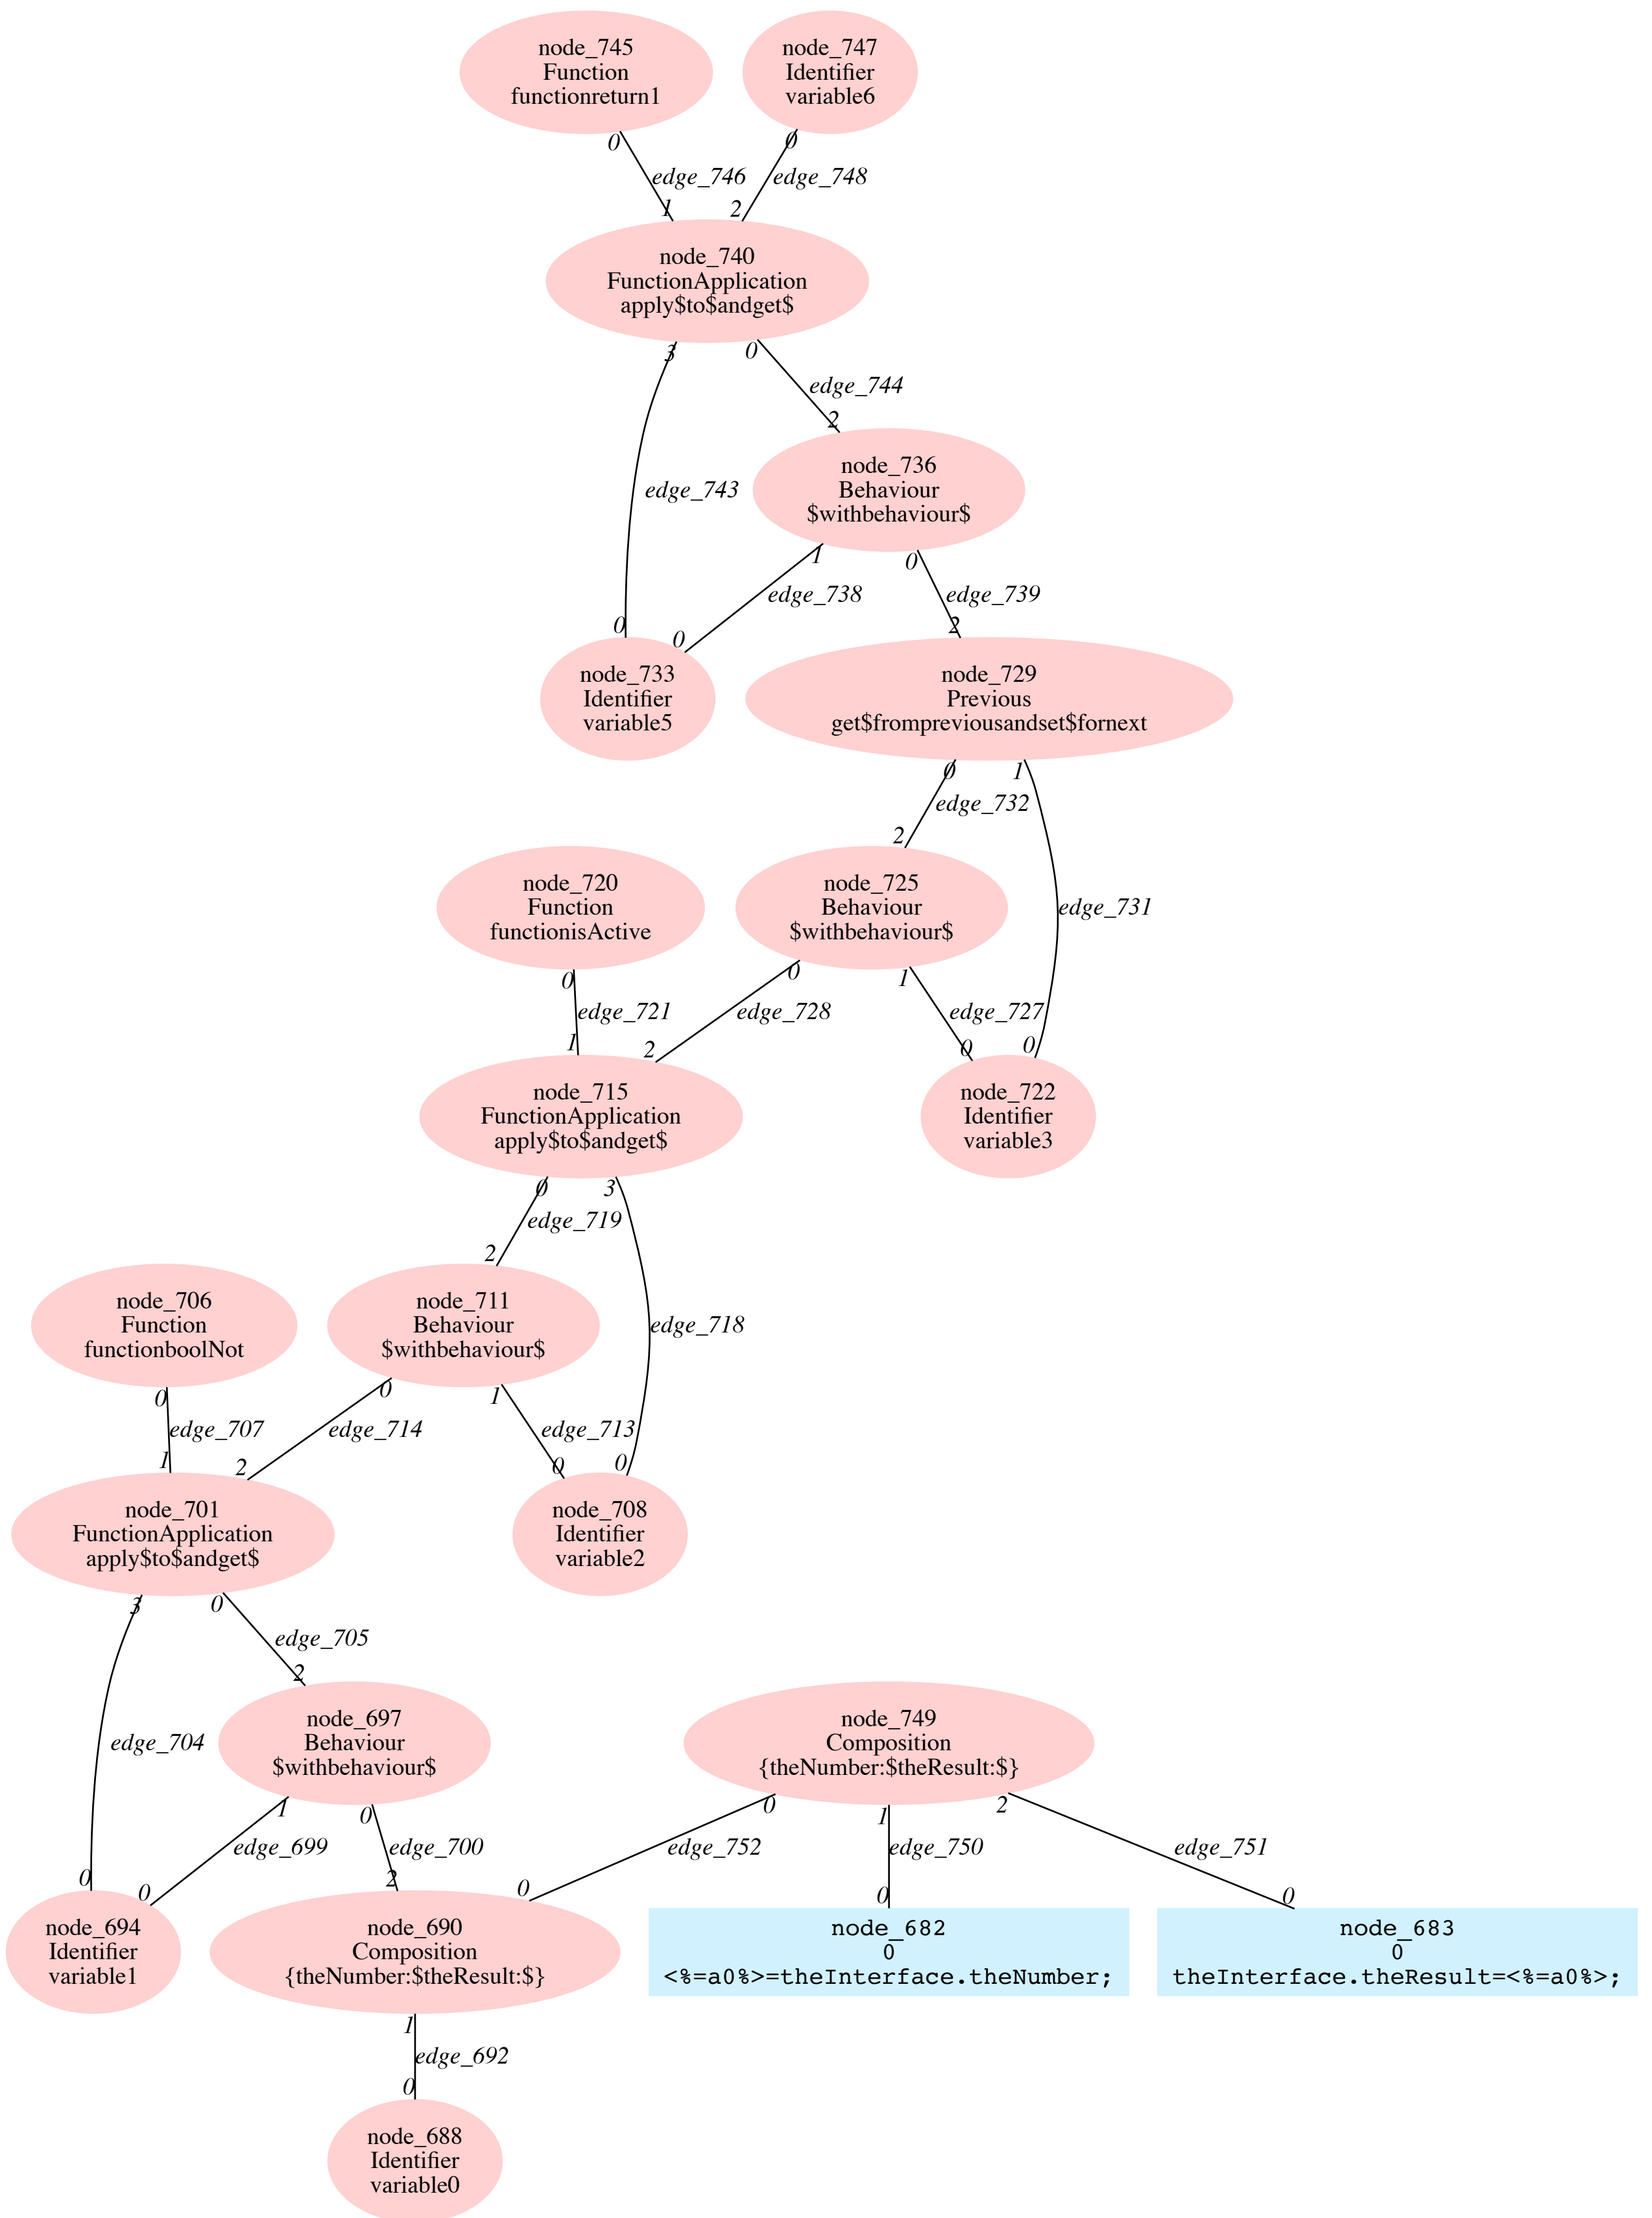 node_745
Function
functionreturn1
node_747
Identifier
variable6
0
0
edge_746
edge_748
1
2
node_740
FunctionApplication
apply$to$andget$
3
0
edge_744
2
node_736
Behaviour
$withbehaviour$
edge_743
1
0
edge_738
edge_739
0
0
2
node_733
Identifier
variable5
node_729
Previous
get$frompreviousandset$fornext
0
1
edge_732
2
node_720
Function
functionisActive
node_725
Behaviour
$withbehaviour$
edge_731
0
0
1
edge_721
edge_728
edge_727
1
2
0
0
node_715
FunctionApplication
apply$to$andget$
node_722
Identifier
variable3
0
3
edge_719
2
node_706
Function
functionboolNot
node_711
Behaviour
$withbehaviour$
edge_718
0
0
1
edge_707
edge_714
edge_713
1
2
0
0
node_701
FunctionApplication
apply$to$andget$
node_708
Identifier
variable2
3
0
edge_705
2
edge_704
node_697
Behaviour
$withbehaviour$
node_749
Composition
{theNumber:$theResult:$}
1
0
0
1
2
edge_699
edge_700
edge_752
edge_750
edge_751
0
0
2
0
0
0
node_694
Identifier
variable1
node_690
Composition
{theNumber:$theResult:$}
node_682
0
<%=a0%>=theInterface.theNumber;
node_683
0
theInterface.theResult=<%=a0%>;
1
edge_692
0
node_688
Identifier
variable0